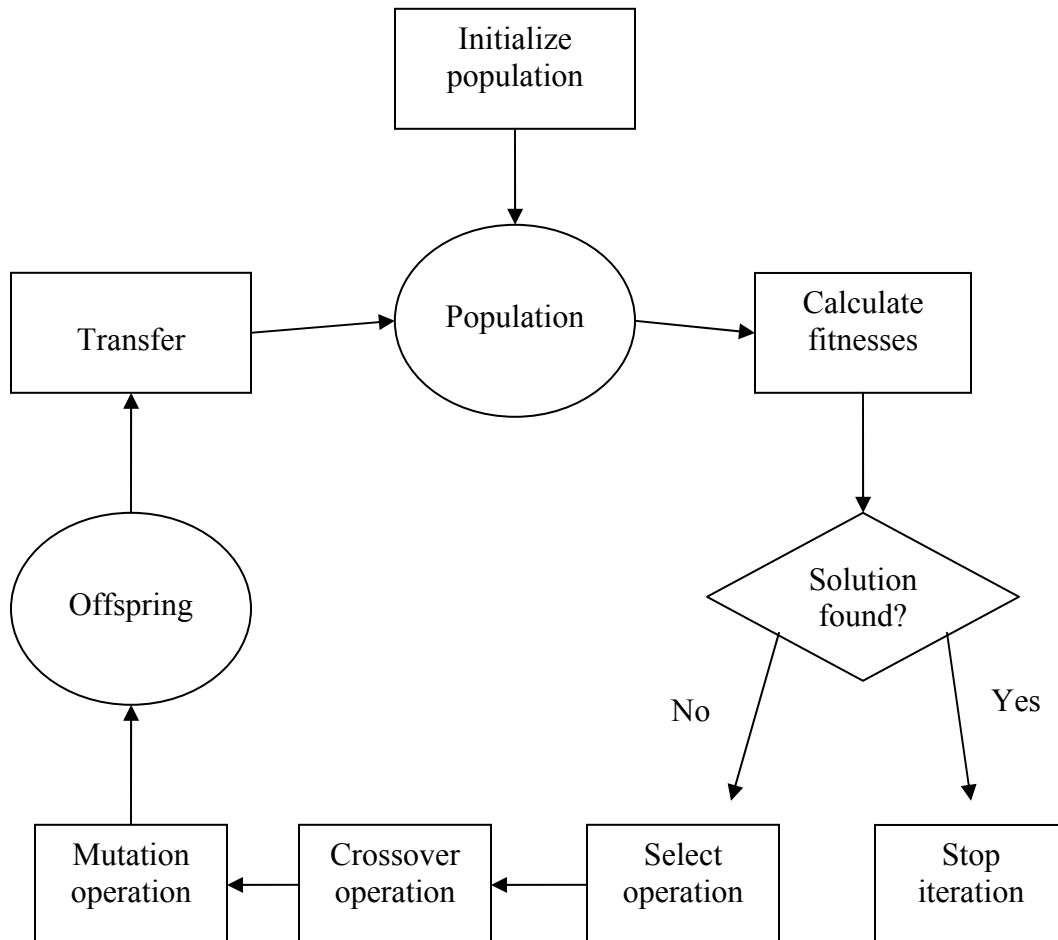 Initialize
population
Transfer
Population
Calculate
fitnesses
Offspring
Solution
found?
No
Yes
Mutation
operation
Crossover
operation
Select
operation
Stop
iteration